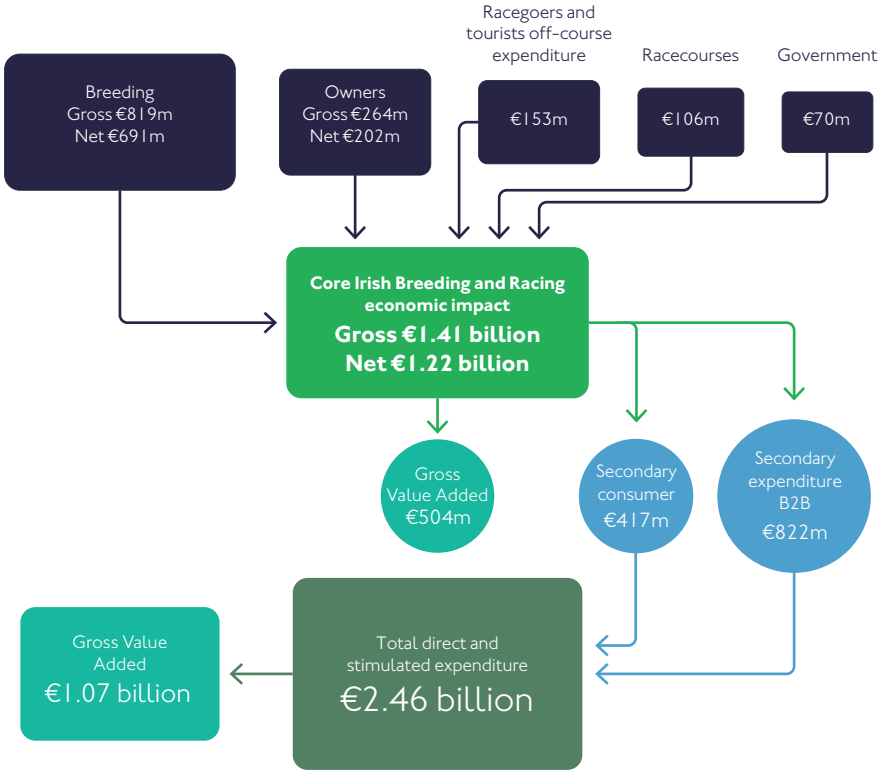 Racegoers and
tourists off-course
expenditure
Racecourses
Government
Breeding
Gross €819m
Net €691m
Owners
Gross €264m
Net €202m
€153m
€106m
€70m
Core Irish Breeding and Racing
economic impact
Gross €1.41 billion
Net €1.22 billion
Gross
Value Added
€504m
Secondary
consumer
€417m
Secondary
expenditure
B2B
€822m
Gross Value
Added
€1.07 billion
Total direct and
stimulated expenditure
€2.46 billion